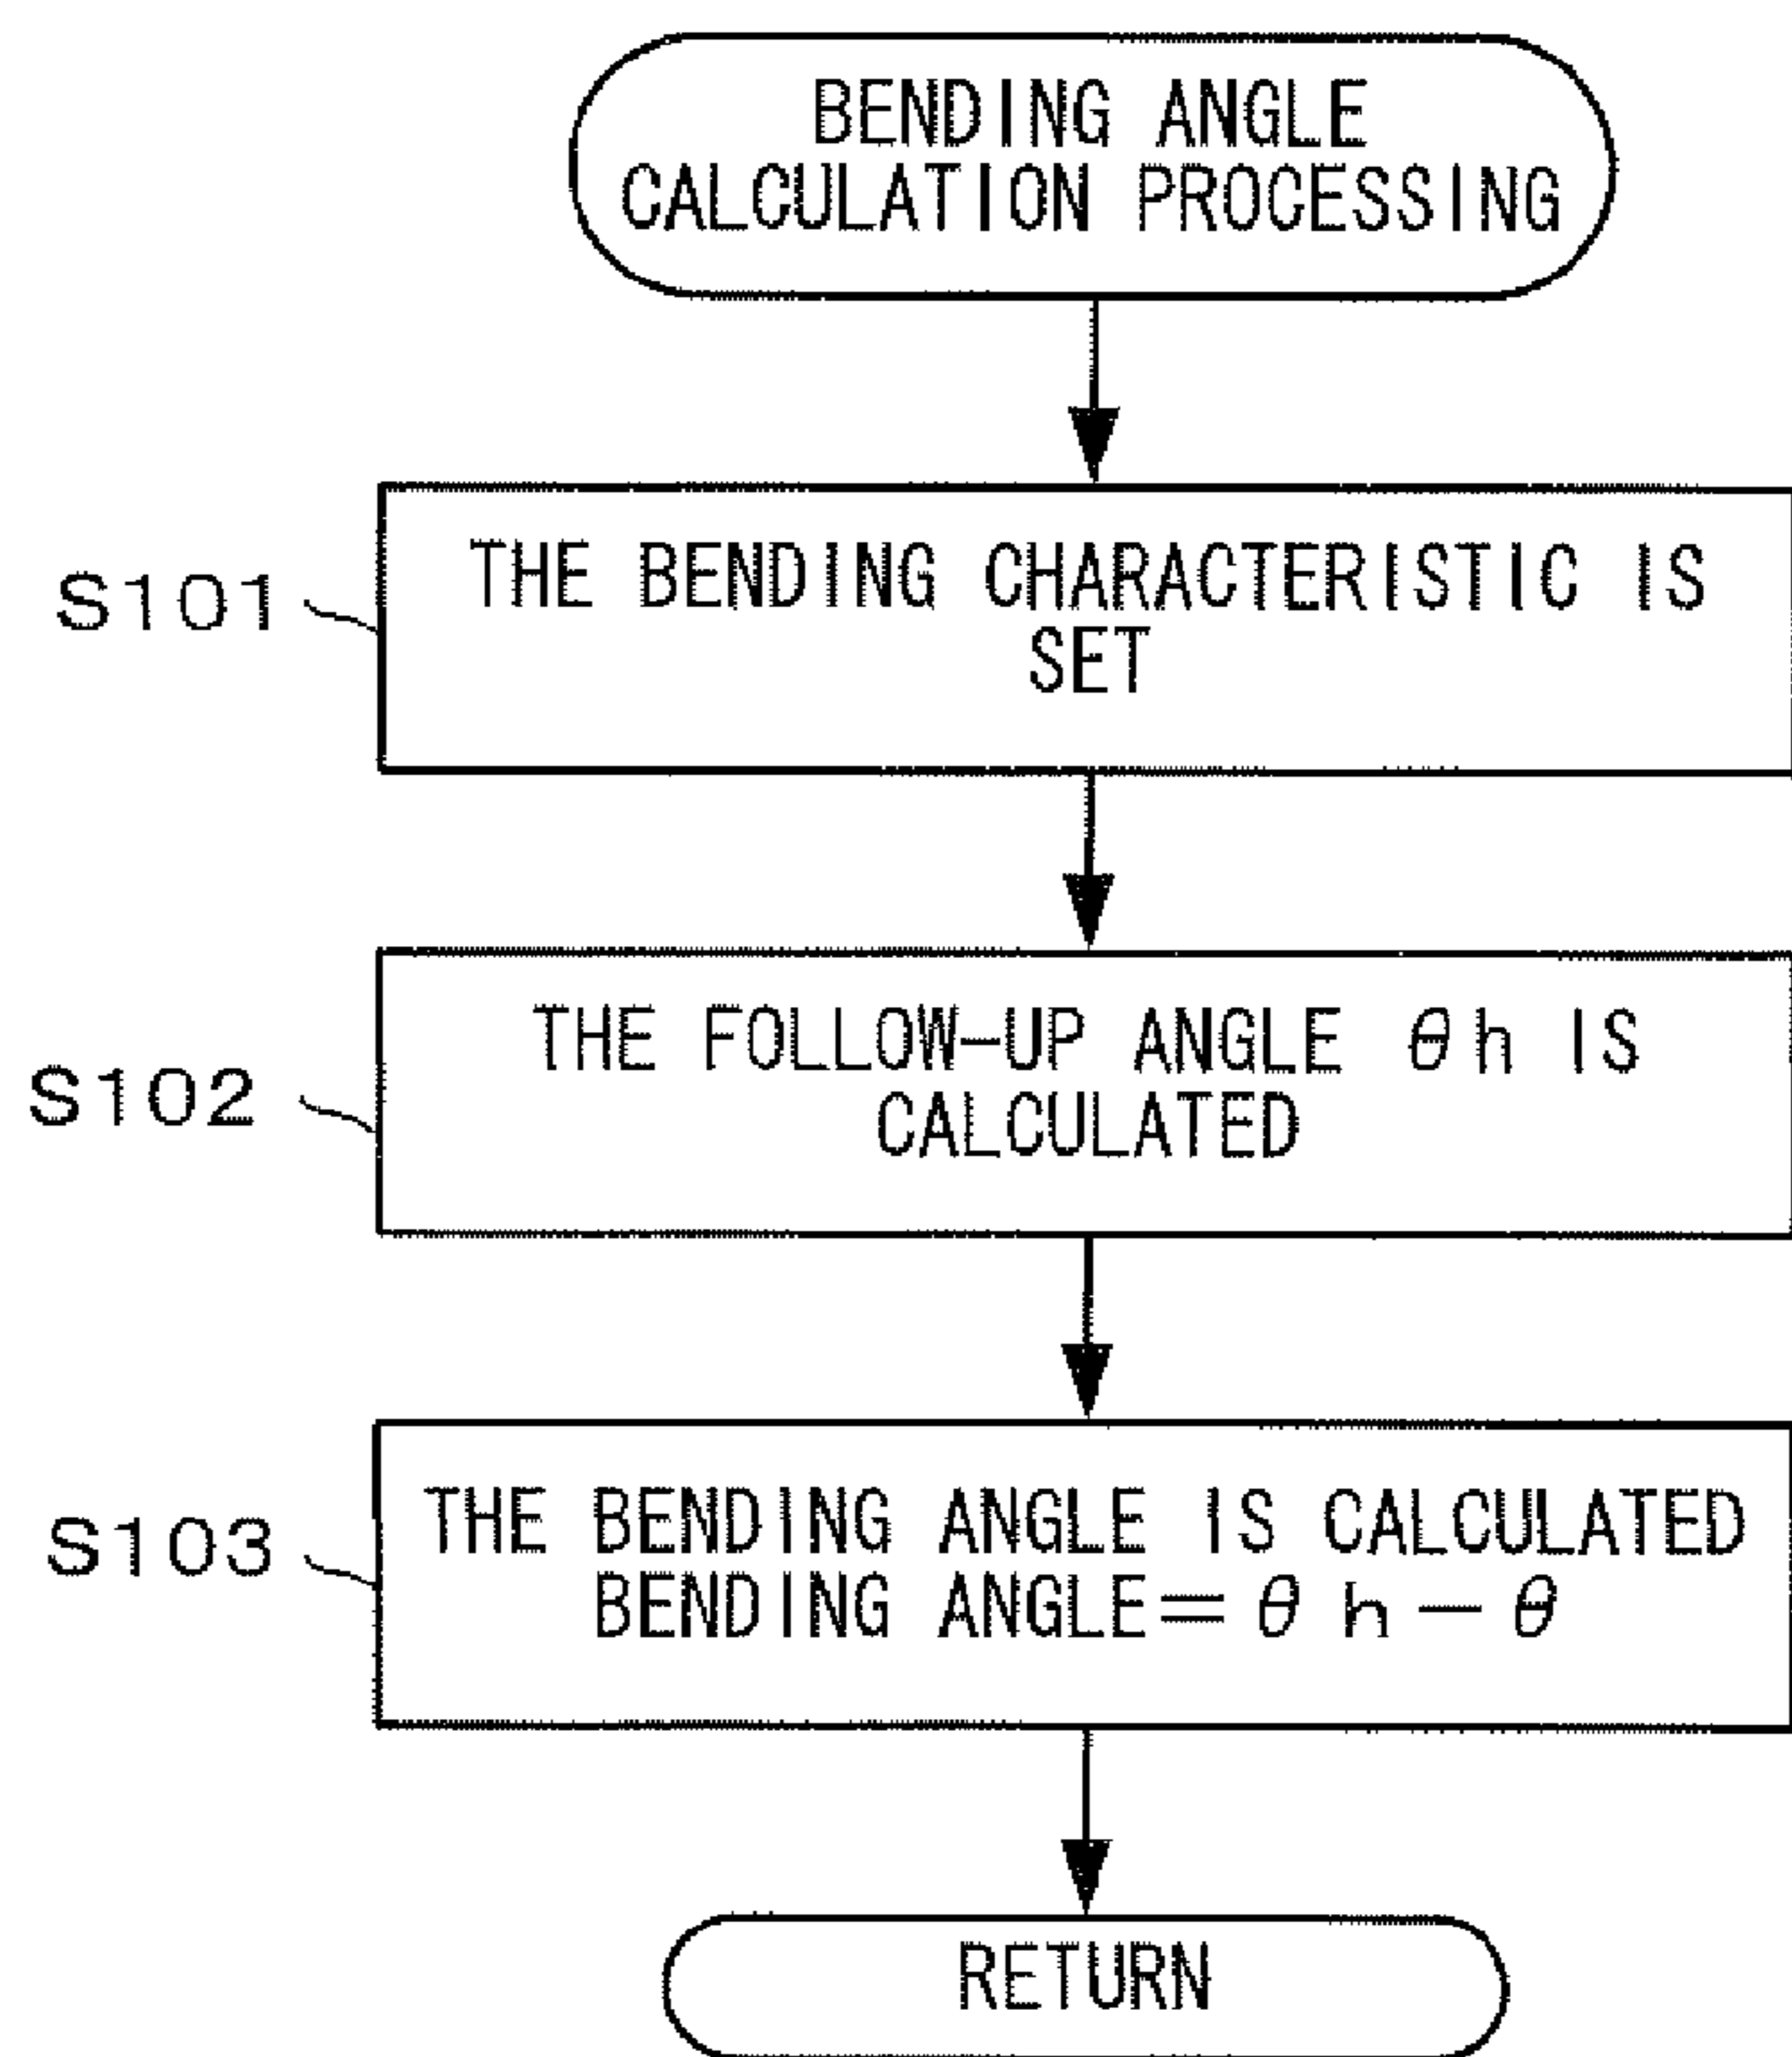 BENDING ANGLE
CALCULATION PROCESSING
S101
THE BENDING CHARACTERISTIC IS
SET
S102
THE FOLLOW-UP ANGLE θh IS
CALCULATED
S103
THE BENDING ANGLE IS CALCULATED
BENDING ANGLE=θh-θ
RETURN